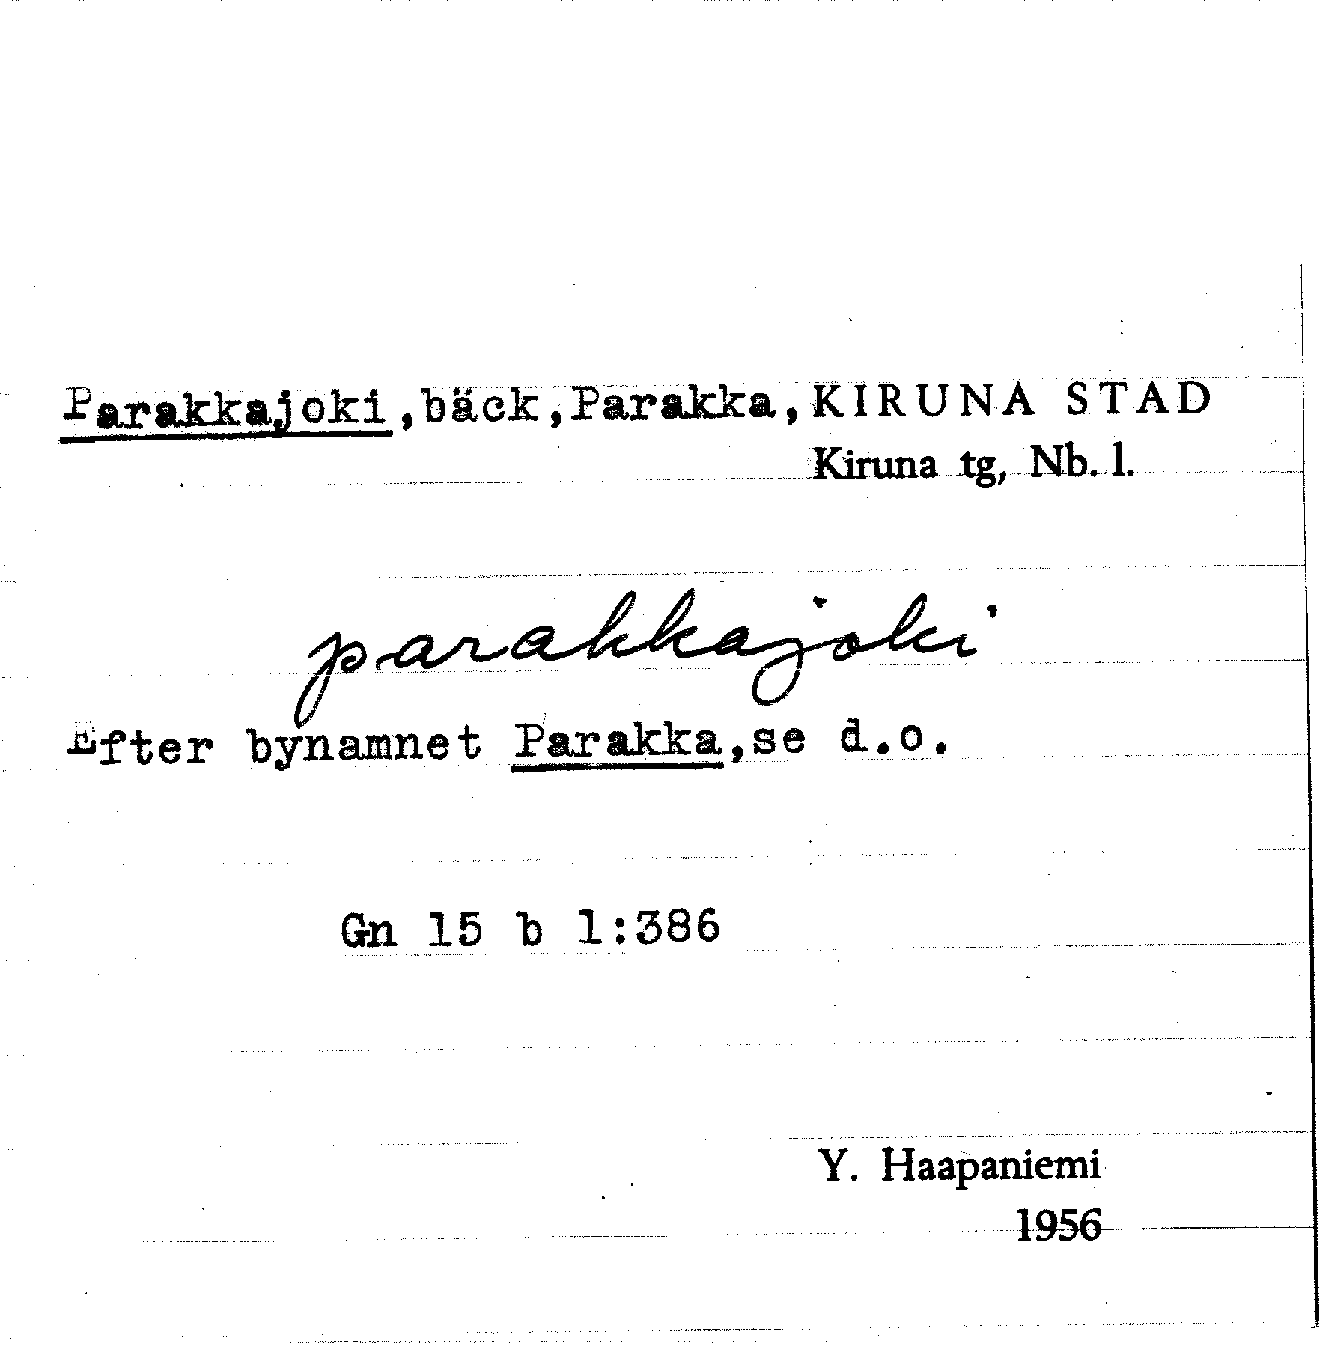 Parakkajoki,bäck,Parakka, KIRUNA STAD
Kiruna tg, Nb. l.
parakkajoki
Efter bynamnet Parakka,se d.o.
Gn 15 b 1:386
Y. Haapaniemi
1956